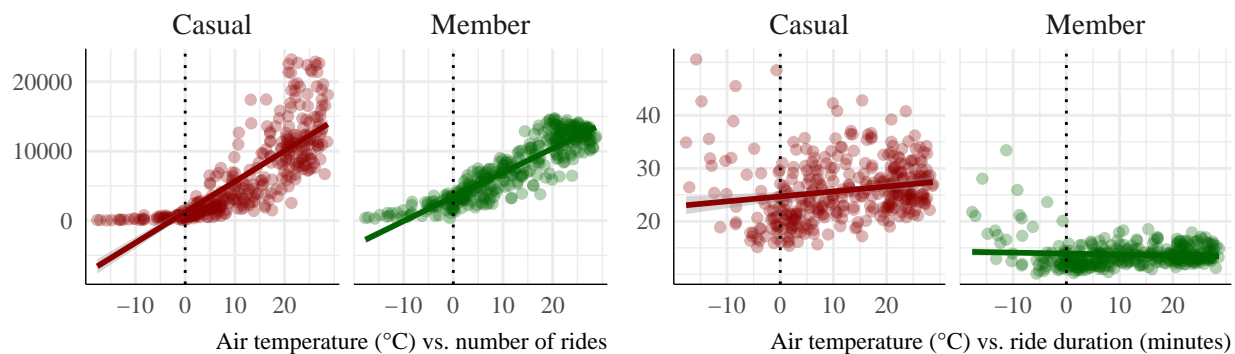 Casual Member Casual Member
20000
10000
0
40
30
20
−10 0 10 20 −10 0 10 20 −10 0 10 20 −10 0 10 20
Air temperature (°C) vs. number of rides Air temperature (°C) vs. ride duration (minutes)